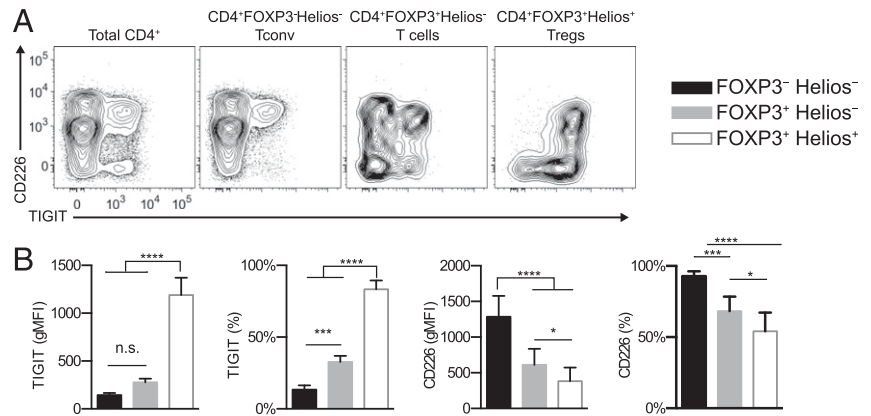 A
Total CD4⁺
CD4⁺FOXP3⁻Helios⁻
Tconv
CD4⁺FOXP3⁺Helios⁻
T cells
CD4⁺FOXP3⁺Helios⁺
Tregs
CD226
10⁵
10⁴
10³
0
0 10³ 10⁴ 10⁵
TIGIT
FOXP3⁻ Helios⁻
FOXP3⁺ Helios⁻
FOXP3⁺ Helios⁺
B
TIGIT (gMFI)
1500
1000
500
0
****
n.s.
TIGIT (%)
100%
50%
0%
****
***
CD226 (gMFI)
2000
1500
1000
500
0
****
*
CD226 (%)
100%
50%
0%
****
***
*